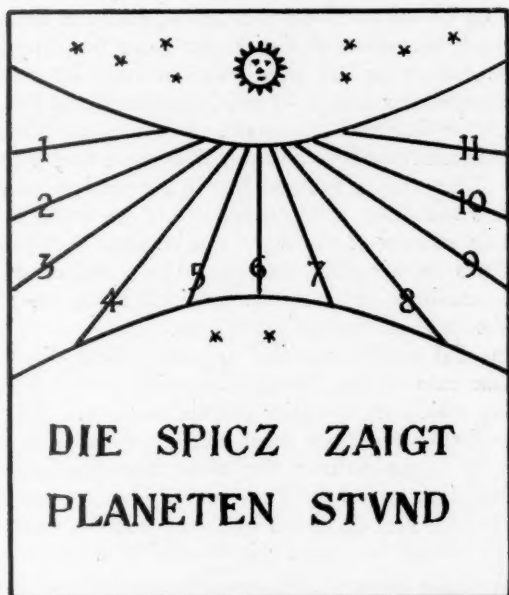 1 11
2 10
3 9
4 5 6 7 8
DIE SPICZ ZAIGT
PLANETEN STVND